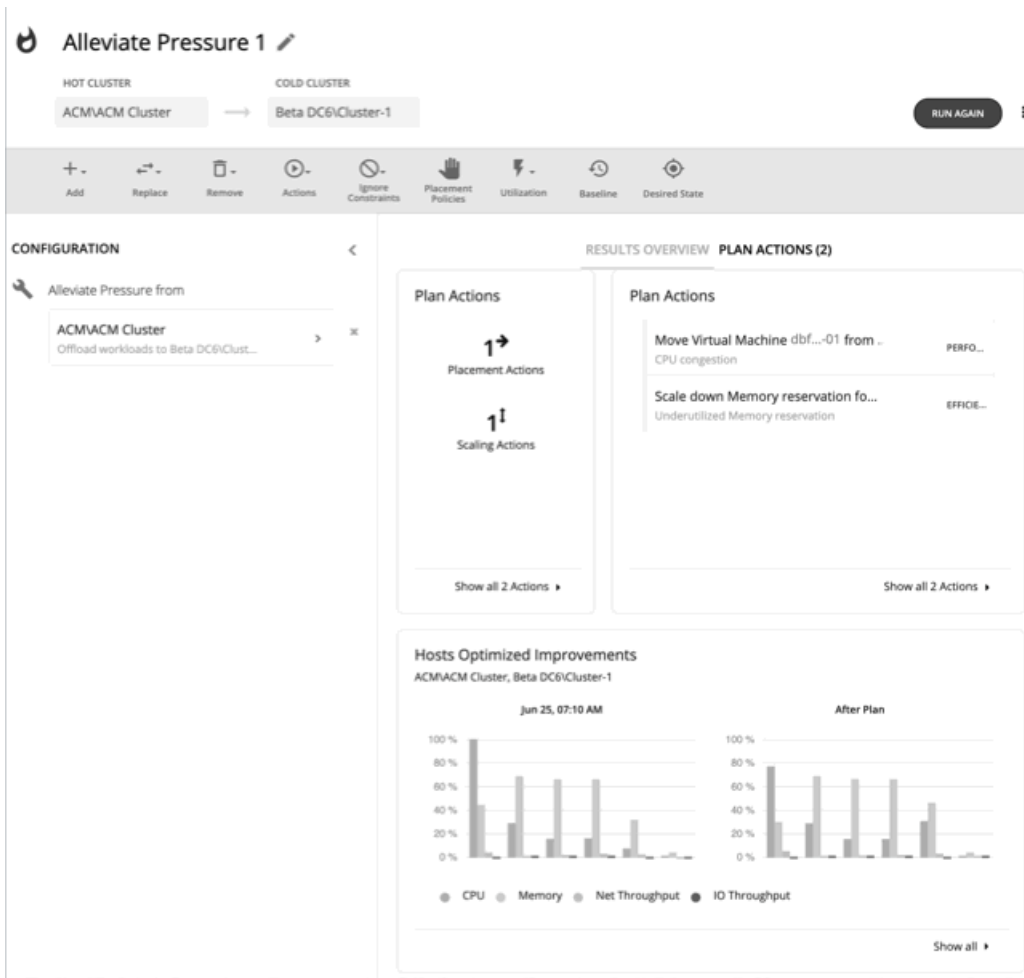 Alleviate Pressure 1
HOT CLUSTER
COLD CLUSTER
ACM\ACM Cluster
Beta DC6\Cluster-1
RUN AGAIN
Add
Replace
Remove
Actions
Ignore
Constraints
Placement
Policies
Utilization
Baseline
Desired State
CONFIGURATION
Alleviate Pressure from
ACM\ACM Cluster
Offload workloads to Beta DC6\Clust...
RESULTS OVERVIEW
PLAN ACTIONS (2)
Plan Actions
1
Placement Actions
1
Scaling Actions
Show all 2 Actions
Plan Actions
Move Virtual Machine dbf...-01 from ..
PERFO...
CPU congestion
Scale down Memory reservation fo...
EFFICIE...
Underutilized Memory reservation
Show all 2 Actions
Hosts Optimized Improvements
ACM\ACM Cluster, Beta DC6\Cluster-1
Jun 25, 07:10 AM
100 %
80 %
60 %
40 %
20 %
0 %
After Plan
100 %
80 %
60 %
40 %
20 %
0 %
CPU
Memory
Net Throughput
IO Throughput
Show all